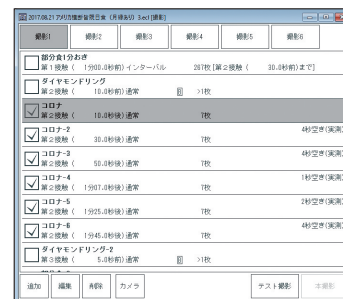 2017.08.21 アメリカ横断皆既日食 (月縁あり) 3.ecl [撮影]
撮影1 撮影2 撮影3 撮影4 撮影5 撮影6
部分食1分おき
第1接触 ( 1分00.0秒前) インターバル 267枚 [第2接触 ( 30.0秒前)まで]
ダイヤモンドリング
第2接触 ( 10.0秒前) 通常 >1枚
コロナ
第2接触 ( 10.0秒後) 通常 7枚
コロナ-2 4秒空き(実測)
第2接触 ( 30.0秒後) 通常 7枚
コロナ-3 4秒空き(実測)
第2接触 ( 50.0秒後) 通常 7枚
コロナ-4 1秒空き(実測)
第2接触 ( 1分07.0秒後) 通常 7枚
コロナ-5 2秒空き(実測)
第2接触 ( 1分25.0秒後) 通常 7枚
コロナ-6 4秒空き(実測)
第2接触 ( 1分45.0秒後) 通常 7枚
ダイヤモンドリング-2
第3接触 ( 5.0秒前) 通常 >1枚
追加 編集 削除 カメラ テスト撮影 本撮影